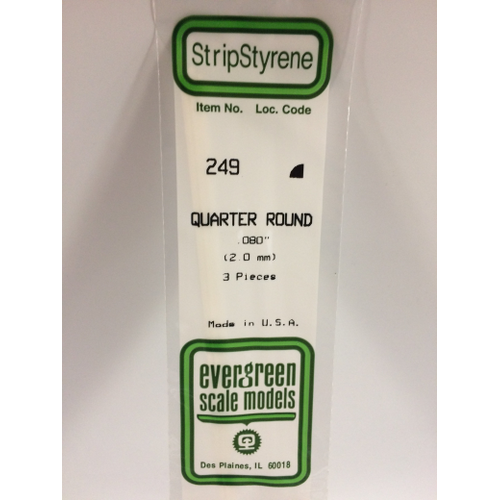 StripStyrene
Item No. Loc. Code
249
QUARTER ROUND
.080"
(2.0 mm)
3 Pieces
Made in U.S.A.
evergreen
scale models
Des Plaines, IL 60018